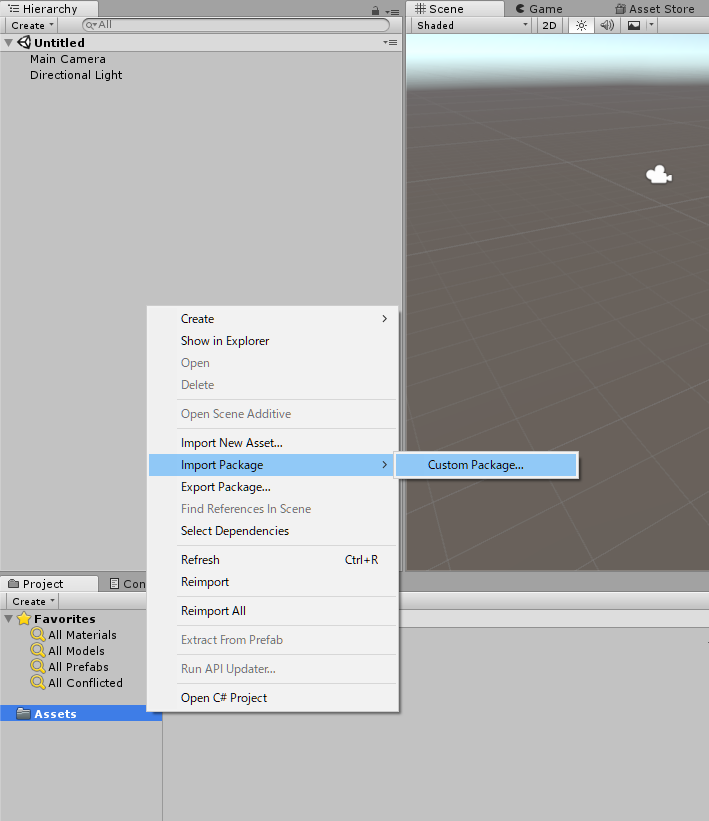 Hierarchy
Create
All
Untitled
Main Camera
Directional Light
Scene
Game
Asset Store
Shaded
2D
Create
Show in Explorer
Open
Delete
Open Scene Additive
Import New Asset...
Import Package
Custom Package...
Export Package...
Find References In Scene
Select Dependencies
Refresh Ctrl+R
Reimport
Reimport All
Extract From Prefab
Run API Updater...
Open C# Project
Project
Con
Create
Favorites
All Materials
All Models
All Prefabs
All Conflicted
Assets